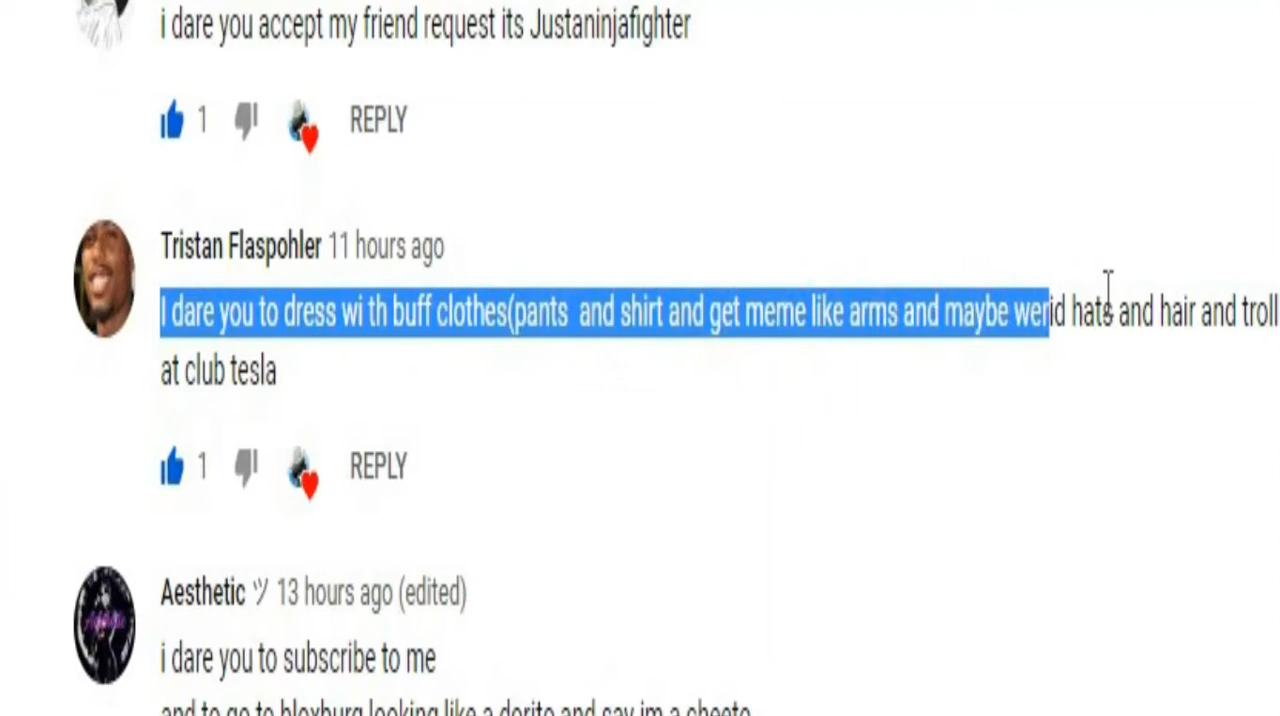 i dare you accept my friend request its Justaninjafighter
1 REPLY
Tristan Flaspohler 11 hours ago
I dare you to dress wi th buff clothes(pants and shirt and get meme like arms and maybe werid hats and hair and troll
at club tesla
1 REPLY
Aesthetic ツ 13 hours ago (edited)
i dare you to subscribe to me
and to go to bloxburg looking like a dorito and say im a cheeto